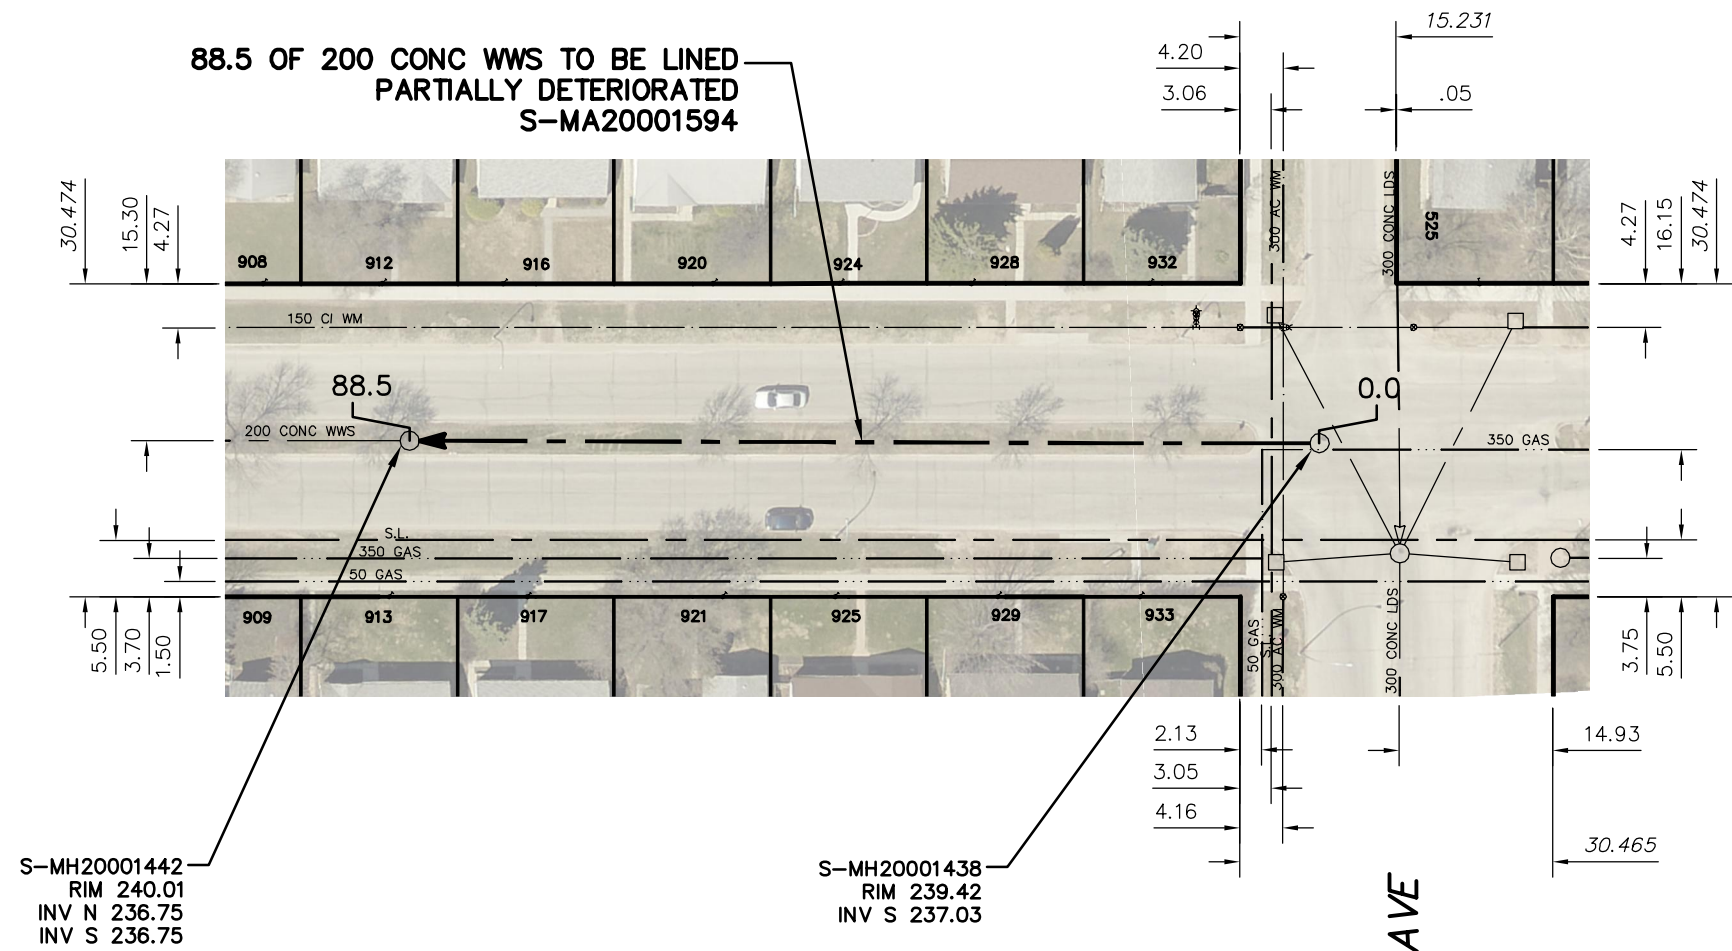 88.5 OF 200 CONC WWS TO BE LINED
PARTIALLY DETERIORATED
S-MA20001594
15.231
4.20
3.06
.05
30.474
15.30
4.27
4.27
16.15
30.474
300 AC WM
300 CONC LDS
525
908
912
916
920
924
928
932
150 CI WM
88.5
0.0
200 CONC WWS
350 GAS
S.L.
350 GAS
50 GAS
909
913
917
921
925
929
933
50 GAS
S.L.
300 AC WM
300 CONC LDS
5.50
3.70
1.50
3.75
5.50
2.13
3.05
4.16
14.93
30.465
S-MH20001442
RIM 240.01
INV N 236.75
INV S 236.75
S-MH20001438
RIM 239.42
INV S 237.03
AVE